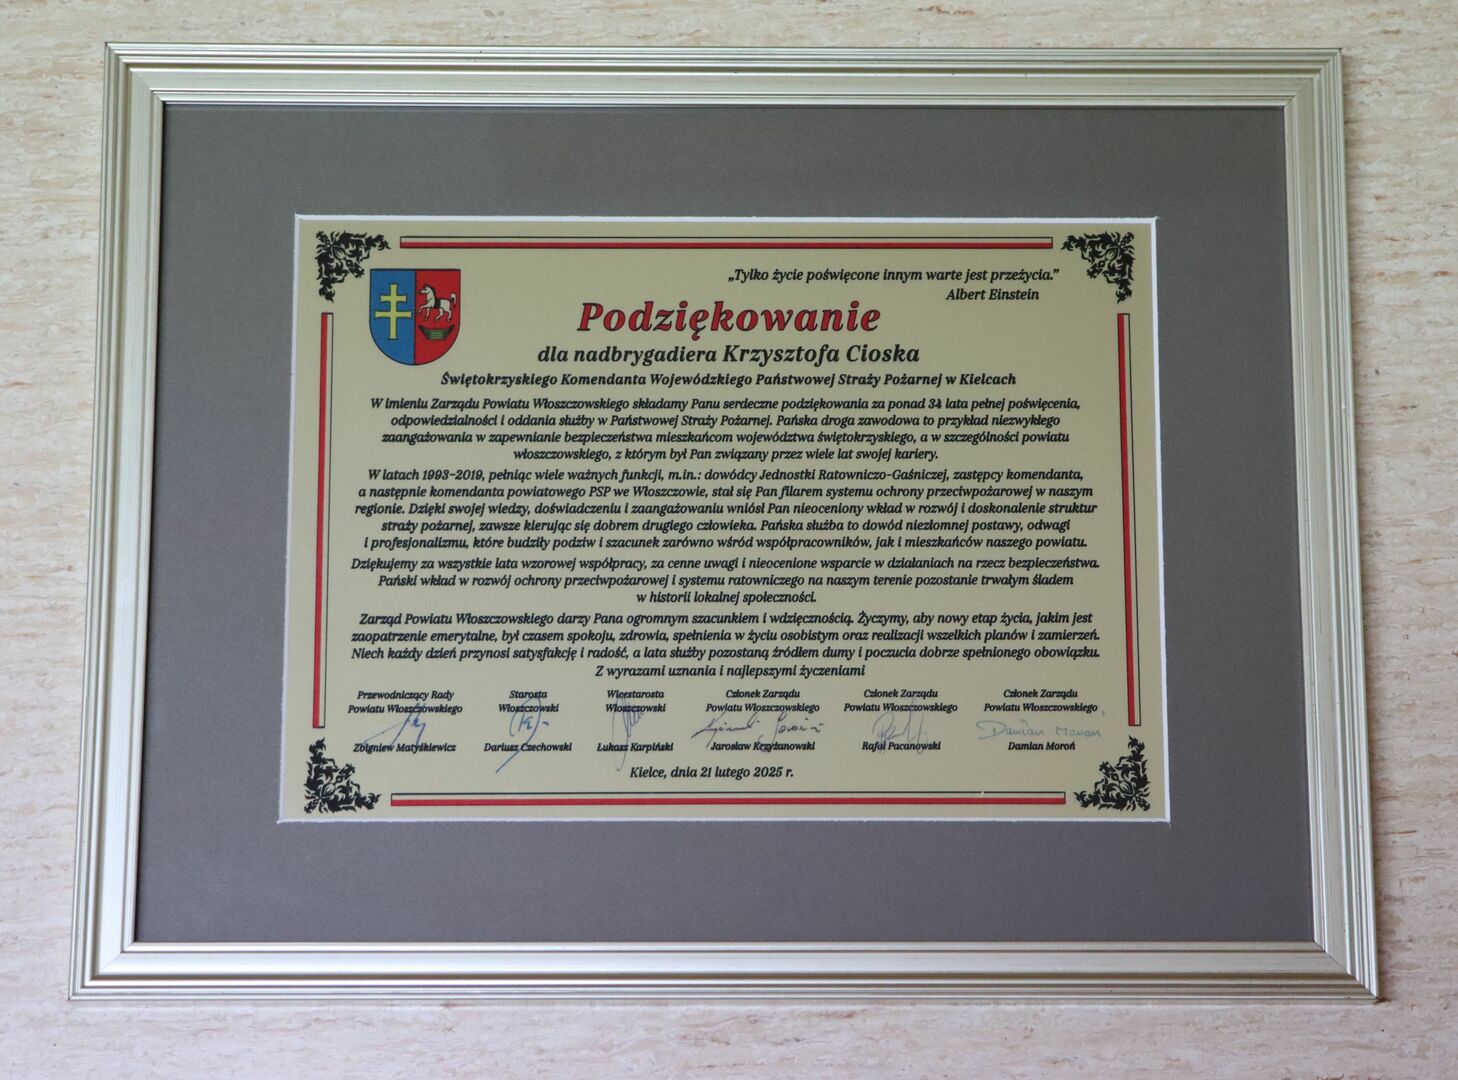 „Tylko życie poświęcone innym warte jest przeżycia.”
Albert Einstein
Podziękowanie
dla nadbrygadiera Krzysztofa Cioska
Świętokrzyskiego Komendanta Wojewódzkiego Państwowej Straży Pożarnej w Kielcach
W imieniu Zarządu Powiatu Włoszczowskiego składamy Panu serdeczne podziękowania za ponad lata pełnej poświęcenia,
odpowiedzialności i oddania służby w Państwowej Straży Pożarnej. Pańska droga zawodowa to przykład niezwykłego
zaangażowania w zapewnianie bezpieczeństwa mieszkańcom województwa świętokrzyskiego, a w szczególności powiatu
włoszczowskiego, z którym był Pan związany przez wiele lat swojej kariery.
W latach 1993-2019, pełniąc wiele ważnych funkcji, m.in.: dowódcy Jednostki Ratowniczo-Gaśniczej, zastępcy komendanta,
a następnie komendanta powiatowego PSP we Włoszczowie, stał się Pan filarem systemu ochrony przeciwpożarowej w naszym
regionie. Dzięki swojej wiedzy, doświadczeniu i zaangażowaniu wniósł Pan nieoceniony wkład w rozwój i doskonalenie struktur
straży pożarnej, zawsze kierując się dobrem drugiego człowieka. Pańska służba to dowód niezłomnej postawy, odwagi
i profesjonalizmu, które budziły podziw i szacunek zarówno wśród współpracowników, jak i mieszkańców naszego powiatu.
Dziękujemy za wszystkie lata wzorowej współpracy, za cenne uwagi i nieocenione wsparcie w działaniach na rzecz bezpieczeństwa.
Pański wkład w rozwój ochrony przeciwpożarowej i systemu ratowniczego na naszym terenie pozostanie trwałym śladem
w historii lokalnej społeczności.
Zarząd Powiatu Włoszczowskiego darzy Pana ogromnym szacunkiem i wdzięcznością. Życzymy, aby nowy etap życia, jakim jest
zaopatrzenie emerytalne, był czasem spokoju, zdrowia, spełnienia w życiu osobistym oraz realizacji wszelkich planów i zamierzeń.
Niech każdy dzień przynosi satysfakcję i radość, a lata służby pozostaną źródłem dumy i poczucia dobrze spełnionego obowiązku.
Z wyrazami uznania i najlepszymi życzeniami
Przewodniczący Rady Starosta Wicestarosta Członek Zarządu Członek Zarządu Członek Zarządu
Powiatu Włoszczowskiego Włoszczowski Włoszczowski Powiatu Włoszczowskiego Powiatu Włoszczowskiego Powiatu Włoszczowskiego
Damian Moroń
Zbigniew Matyśkiewicz Dariusz Czechowski Łukasz Karpiński Jarosław Krzyżanowski Rafał Pacanowski Damian Moroń
Kielce, dnia 21 lutego 2025 r.